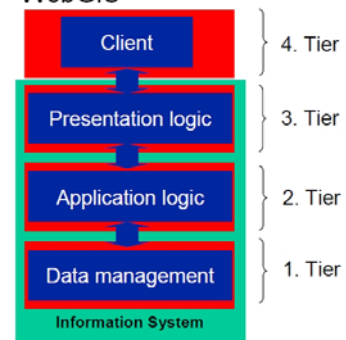 Client
4. Tier
Presentation logic
3. Tier
Application logic
2. Tier
Data management
1. Tier
Information System